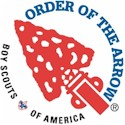 ORDER OF THE ARROW®
BOY SCOUTS
OF AMERICA